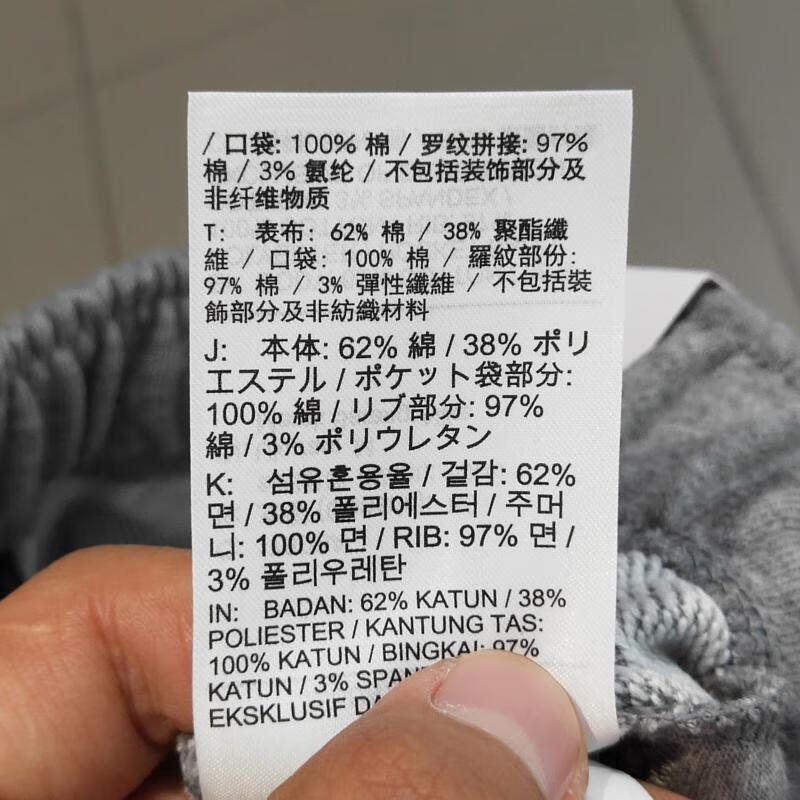 / 口袋: 100% 棉 / 罗纹拼接: 97%
棉 / 3% 氨纶 / 不包括装饰部分及
非纤维物质
T: 表布: 62% 棉 / 38% 聚酯纖
維 / 口袋: 100% 棉 / 羅紋部份:
97% 棉 / 3% 彈性纖維 / 不包括裝
飾部分及非紡織材料
J: 本体: 62% 綿 / 38% ポリ
エステル / ポケット袋部分:
100% 綿 / リブ部分: 97%
綿 / 3% ポリウレタン
K: 섬유혼용율 / 겉감: 62%
면 / 38% 폴리에스터 / 주머
니: 100% 면 / RIB: 97% 면 /
3% 폴리우레탄
IN: BADAN: 62% KATUN / 38%
POLIESTER / KANTUNG TAS:
100% KATUN / BINGKAI: 97%
KATUN / 3%
EKSKLUSIF